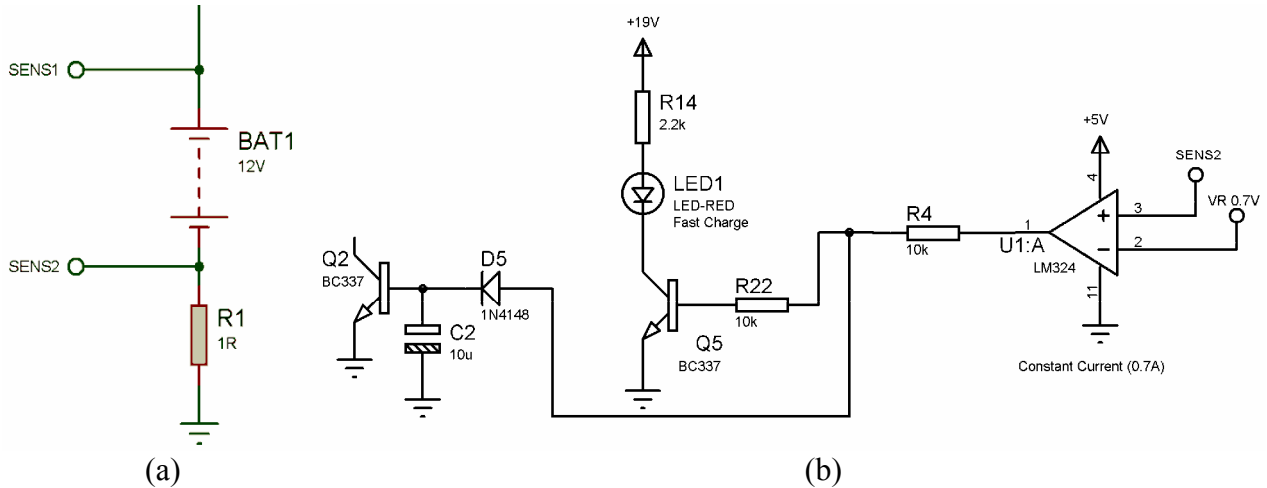 SENS1
BAT1
12V
SENS2
R1
1R
(a)
+19V
R14
2.2k
LED1
LED-RED
Fast Charge
+5V
4
SENS2
VR 0.7V
R4
10k
1
3
2
U1:A
LM324
11
Q2
BC337
D5
1N4148
R22
10k
C2
10u
Q5
BC337
Constant Current (0.7A)
(b)